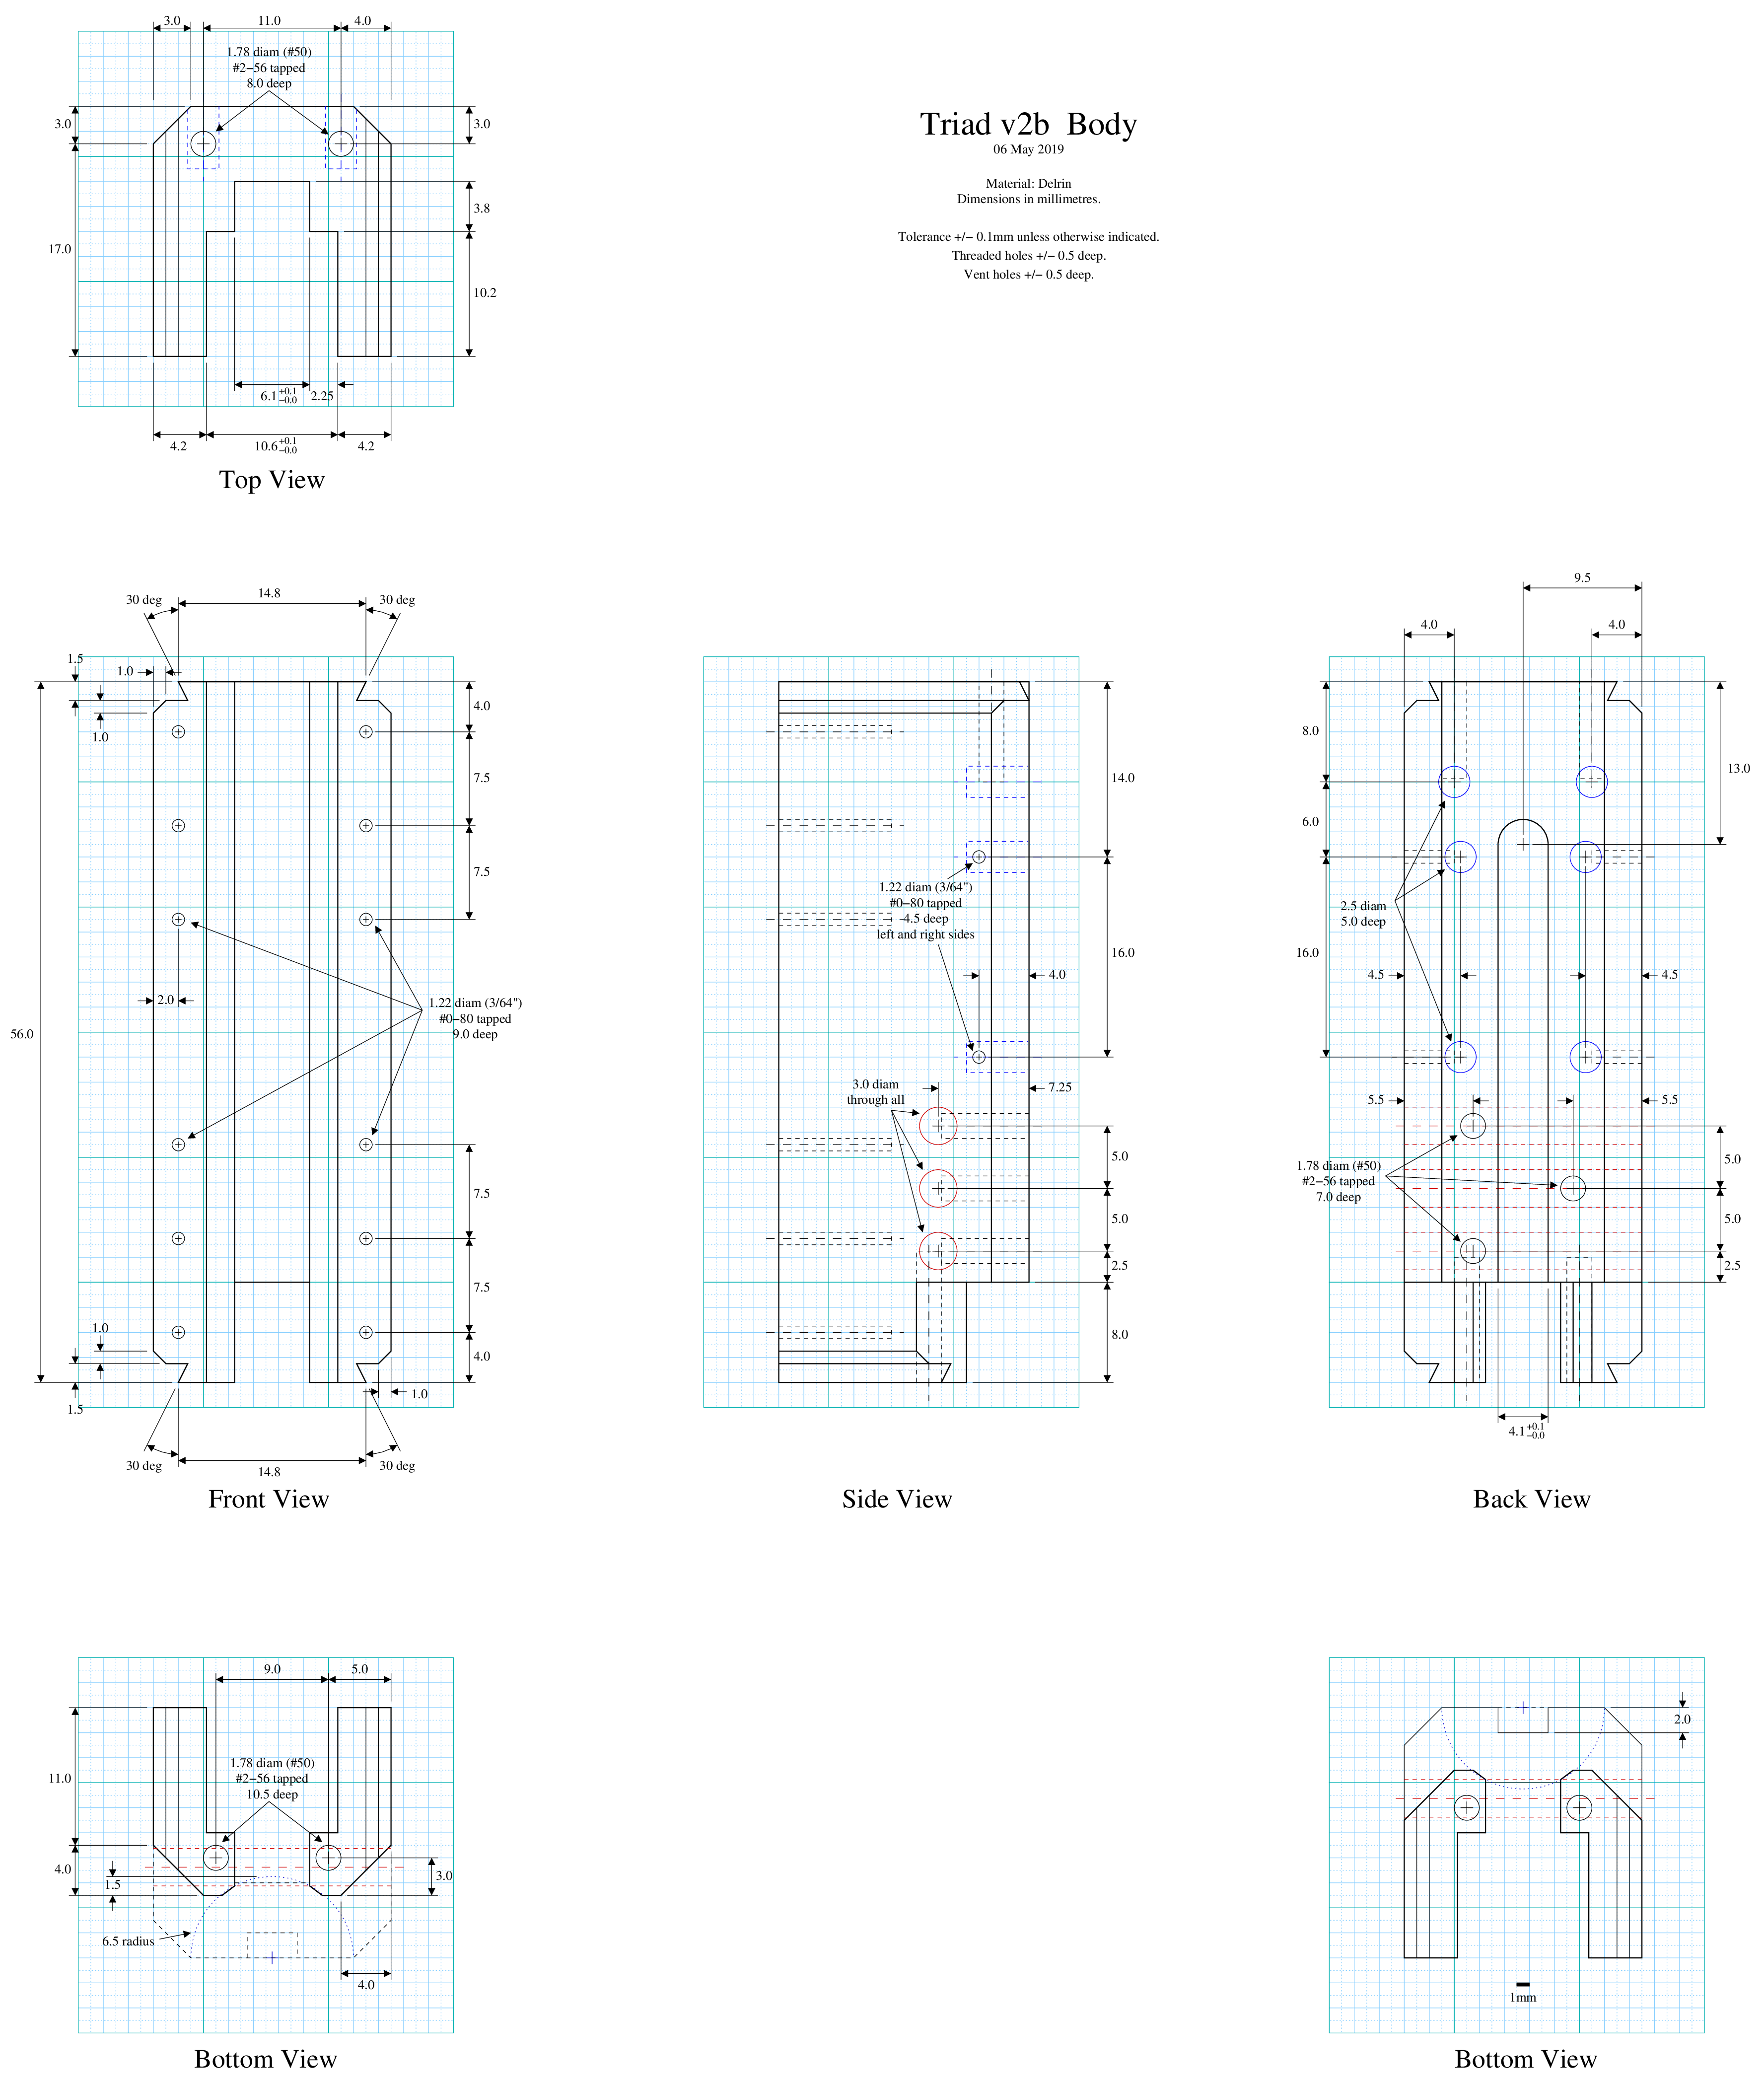 3.0
11.0
4.0
1.78 diam (#50)
#2−56 tapped
8.0 deep
3.0
3.0
3.8
17.0
10.2
6.1 +0.1 −0.0
2.25
4.2
10.6 +0.1 −0.0
4.2
Top View
Triad v2b Body
06 May 2019
Material: Delrin
Dimensions in millimetres.
Tolerance +/− 0.1mm unless otherwise indicated.
Threaded holes +/− 0.5 deep.
Vent holes +/− 0.5 deep.
30 deg
14.8
30 deg
1.5
1.0
1.0
4.0
7.5
7.5
2.0
1.22 diam (3/64")
#0−80 tapped
9.0 deep
56.0
7.5
7.5
1.0
4.0
1.0
1.5
30 deg
14.8
30 deg
Front View
14.0
1.22 diam (3/64")
#0−80 tapped
4.5 deep
left and right sides
16.0
4.0
3.0 diam
through all
7.25
5.0
5.0
2.5
8.0
Side View
9.5
4.0
4.0
8.0
13.0
6.0
2.5 diam
5.0 deep
16.0
4.5
4.5
5.5
5.5
1.78 diam (#50)
#2−56 tapped
7.0 deep
5.0
5.0
2.5
4.1 +0.1 −0.0
Back View
9.0
5.0
1.78 diam (#50)
#2−56 tapped
10.5 deep
11.0
4.0
1.5
3.0
6.5 radius
4.0
Bottom View
2.0
1mm
Bottom View